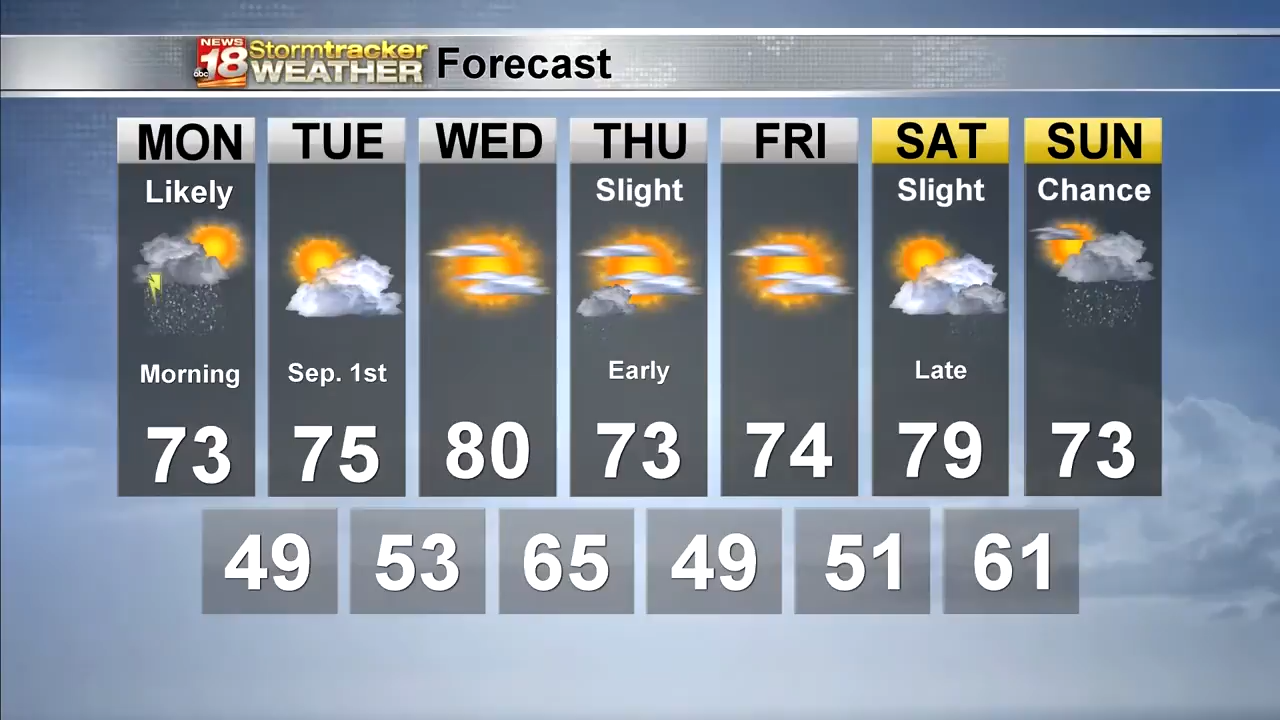 NEWS
abc 18
Stormtracker
WEATHER
Forecast
MON TUE WED THU FRI SAT SUN
Likely Slight Slight Chance
Morning Sep. 1st Early Late
73 75 80 73 74 79 73
49 53 65 49 51 61